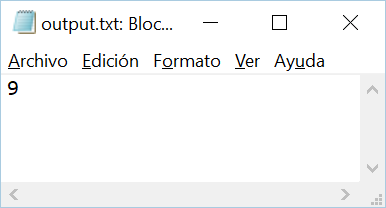 output.txt: Bloc...
Archivo Edición Formato Ver Ayuda
9